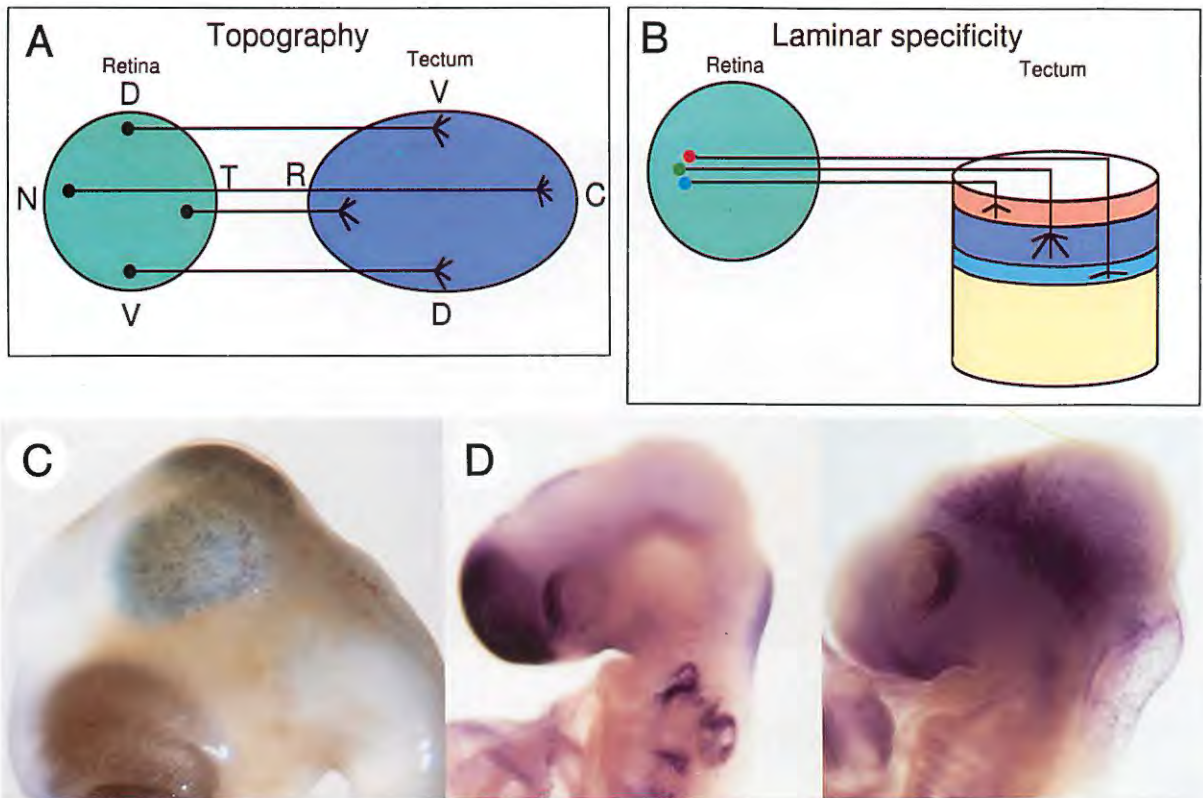 A
Topography
Retina
Tectum
D
V
N
T
R
C
V
D
B
Laminar specificity
Retina
Tectum
C
D